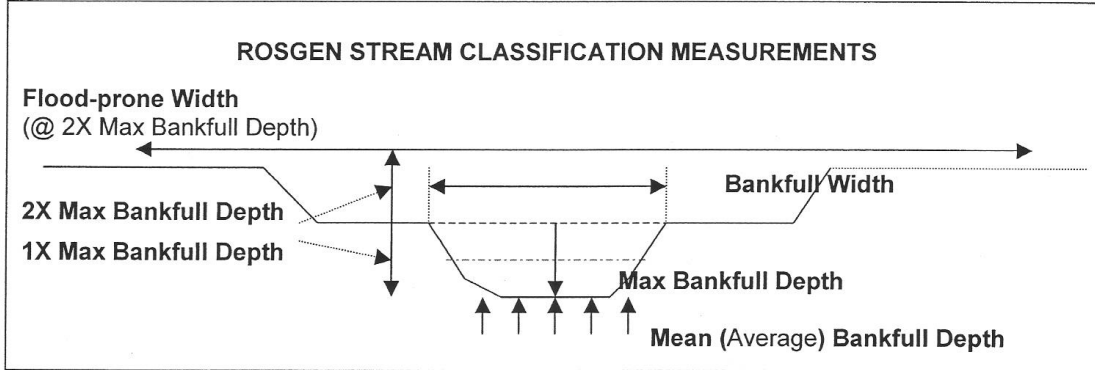 ROSGEN STREAM CLASSIFICATION MEASUREMENTS
Flood-prone Width
(@ 2X Max Bankfull Depth)
Bankfull Width
2X Max Bankfull Depth
1X Max Bankfull Depth
Max Bankfull Depth
Mean (Average) Bankfull Depth